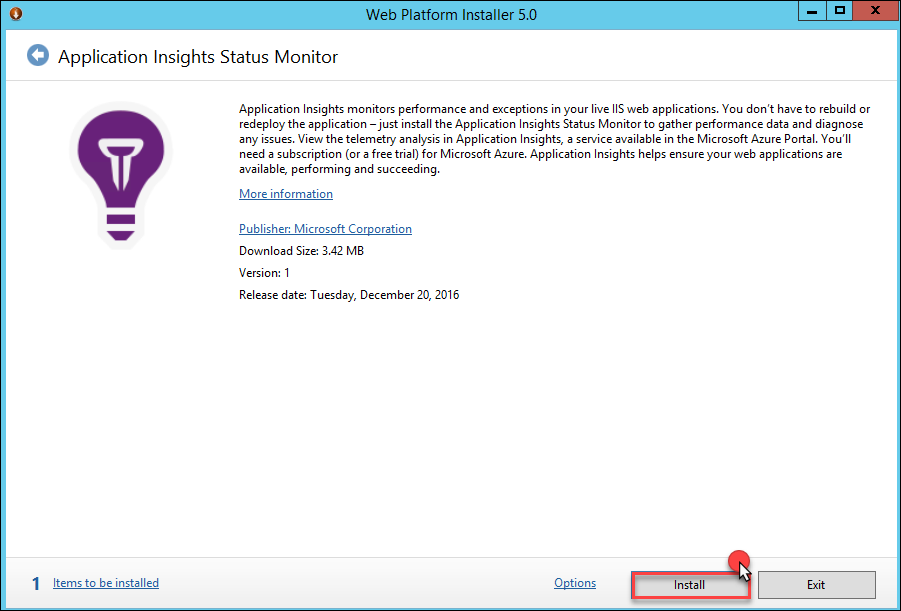 Web Platform Installer 5.0
Application Insights Status Monitor
Application Insights monitors performance and exceptions in your live IIS web applications. You don't have to rebuild or
redeploy the application – just install the Application Insights Status Monitor to gather performance data and diagnose
any issues. View the telemetry analysis in Application Insights, a service available in the Microsoft Azure Portal. You'll
need a subscription (or a free trial) for Microsoft Azure. Application Insights helps ensure your web applications are
available, performing and succeeding.
More information
Publisher: Microsoft Corporation
Download Size: 3.42 MB
Version: 1
Release date: Tuesday, December 20, 2016
1 Items to be installed Options Install Exit